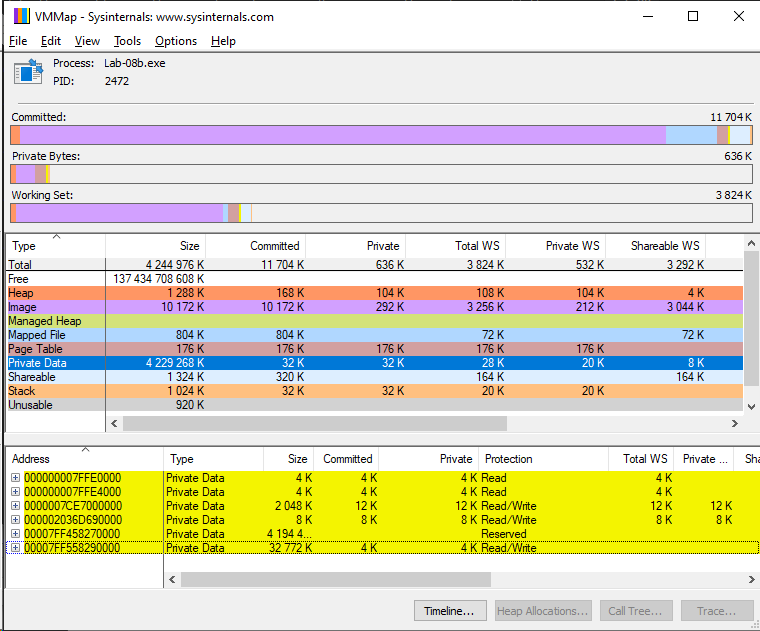 VMMap - Sysinternals: www.sysinternals.com
File Edit View Tools Options Help
Process: Lab-08b.exe
PID: 2472
Committed: 11 704 K
Private Bytes: 636 K
Working Set: 3 824 K
Type Size Committed Private Total WS Private WS Shareable WS
Total 4 244 976 K 11 704 K 636 K 3 824 K 532 K 3 292 K
Free 137 434 708 608 K
Heap 1 288 K 168 K 104 K 108 K 104 K 4 K
Image 10 172 K 10 172 K 292 K 3 256 K 212 K 3 044 K
Managed Heap
Mapped File 804 K 804 K 72 K 72 K
Page Table 176 K 176 K 176 K 176 K 176 K
Private Data 4 229 268 K 32 K 32 K 28 K 20 K 8 K
Shareable 1 324 K 320 K 164 K 164 K
Stack 1 024 K 32 K 32 K 20 K 20 K
Unusable 920 K
Address Type Size Committed Private Protection Total WS Private ... Sha
000000007FFE0000 Private Data 4 K 4 K 4 K Read 4 K
000000007FFE4000 Private Data 4 K 4 K 4 K Read 4 K
0000007CE7000000 Private Data 2 048 K 12 K 12 K Read/Write 12 K 12 K
000002036D690000 Private Data 8 K 8 K 8 K Read/Write 8 K 8 K
00007FF458270000 Private Data 4 194 4... Reserved
00007FF558290000 Private Data 32 772 K 4 K 4 K Read/Write
Timeline... Heap Allocations... Call Tree... Trace...